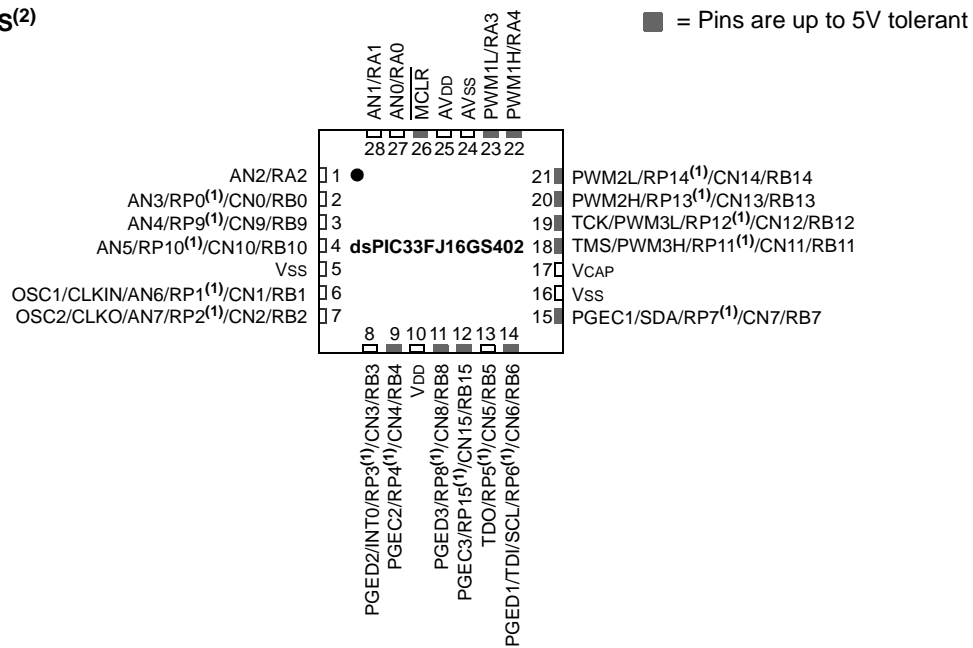 S(2)
= Pins are up to 5V tolerant
AN1/RA1
AN0/RA0
MCLR
AVDD
AVSS
PWM1L/RA3
PWM1H/RA4
28 27 26 25 24 23 22
AN2/RA2 1
AN3/RP0(1)/CN0/RB0 2
AN4/RP9(1)/CN9/RB9 3
AN5/RP10(1)/CN10/RB10 4
VSS 5
OSC1/CLKIN/AN6/RP1(1)/CN1/RB1 6
OSC2/CLKO/AN7/RP2(1)/CN2/RB2 7
dsPIC33FJ16GS402
21 PWM2L/RP14(1)/CN14/RB14
20 PWM2H/RP13(1)/CN13/RB13
19 TCK/PWM3L/RP12(1)/CN12/RB12
18 TMS/PWM3H/RP11(1)/CN11/RB11
17 VCAP
16 VSS
15 PGEC1/SDA/RP7(1)/CN7/RB7
8 9 10 11 12 13 14
PGED2/INT0/RP3(1)/CN3/RB3
PGEC2/RP4(1)/CN4/RB4
VDD
PGED3/RP8(1)/CN8/RB8
PGEC3/RP15(1)/CN15/RB15
TDO/RP5(1)/CN5/RB5
PGED1/TDI/SCL/RP6(1)/CN6/RB6